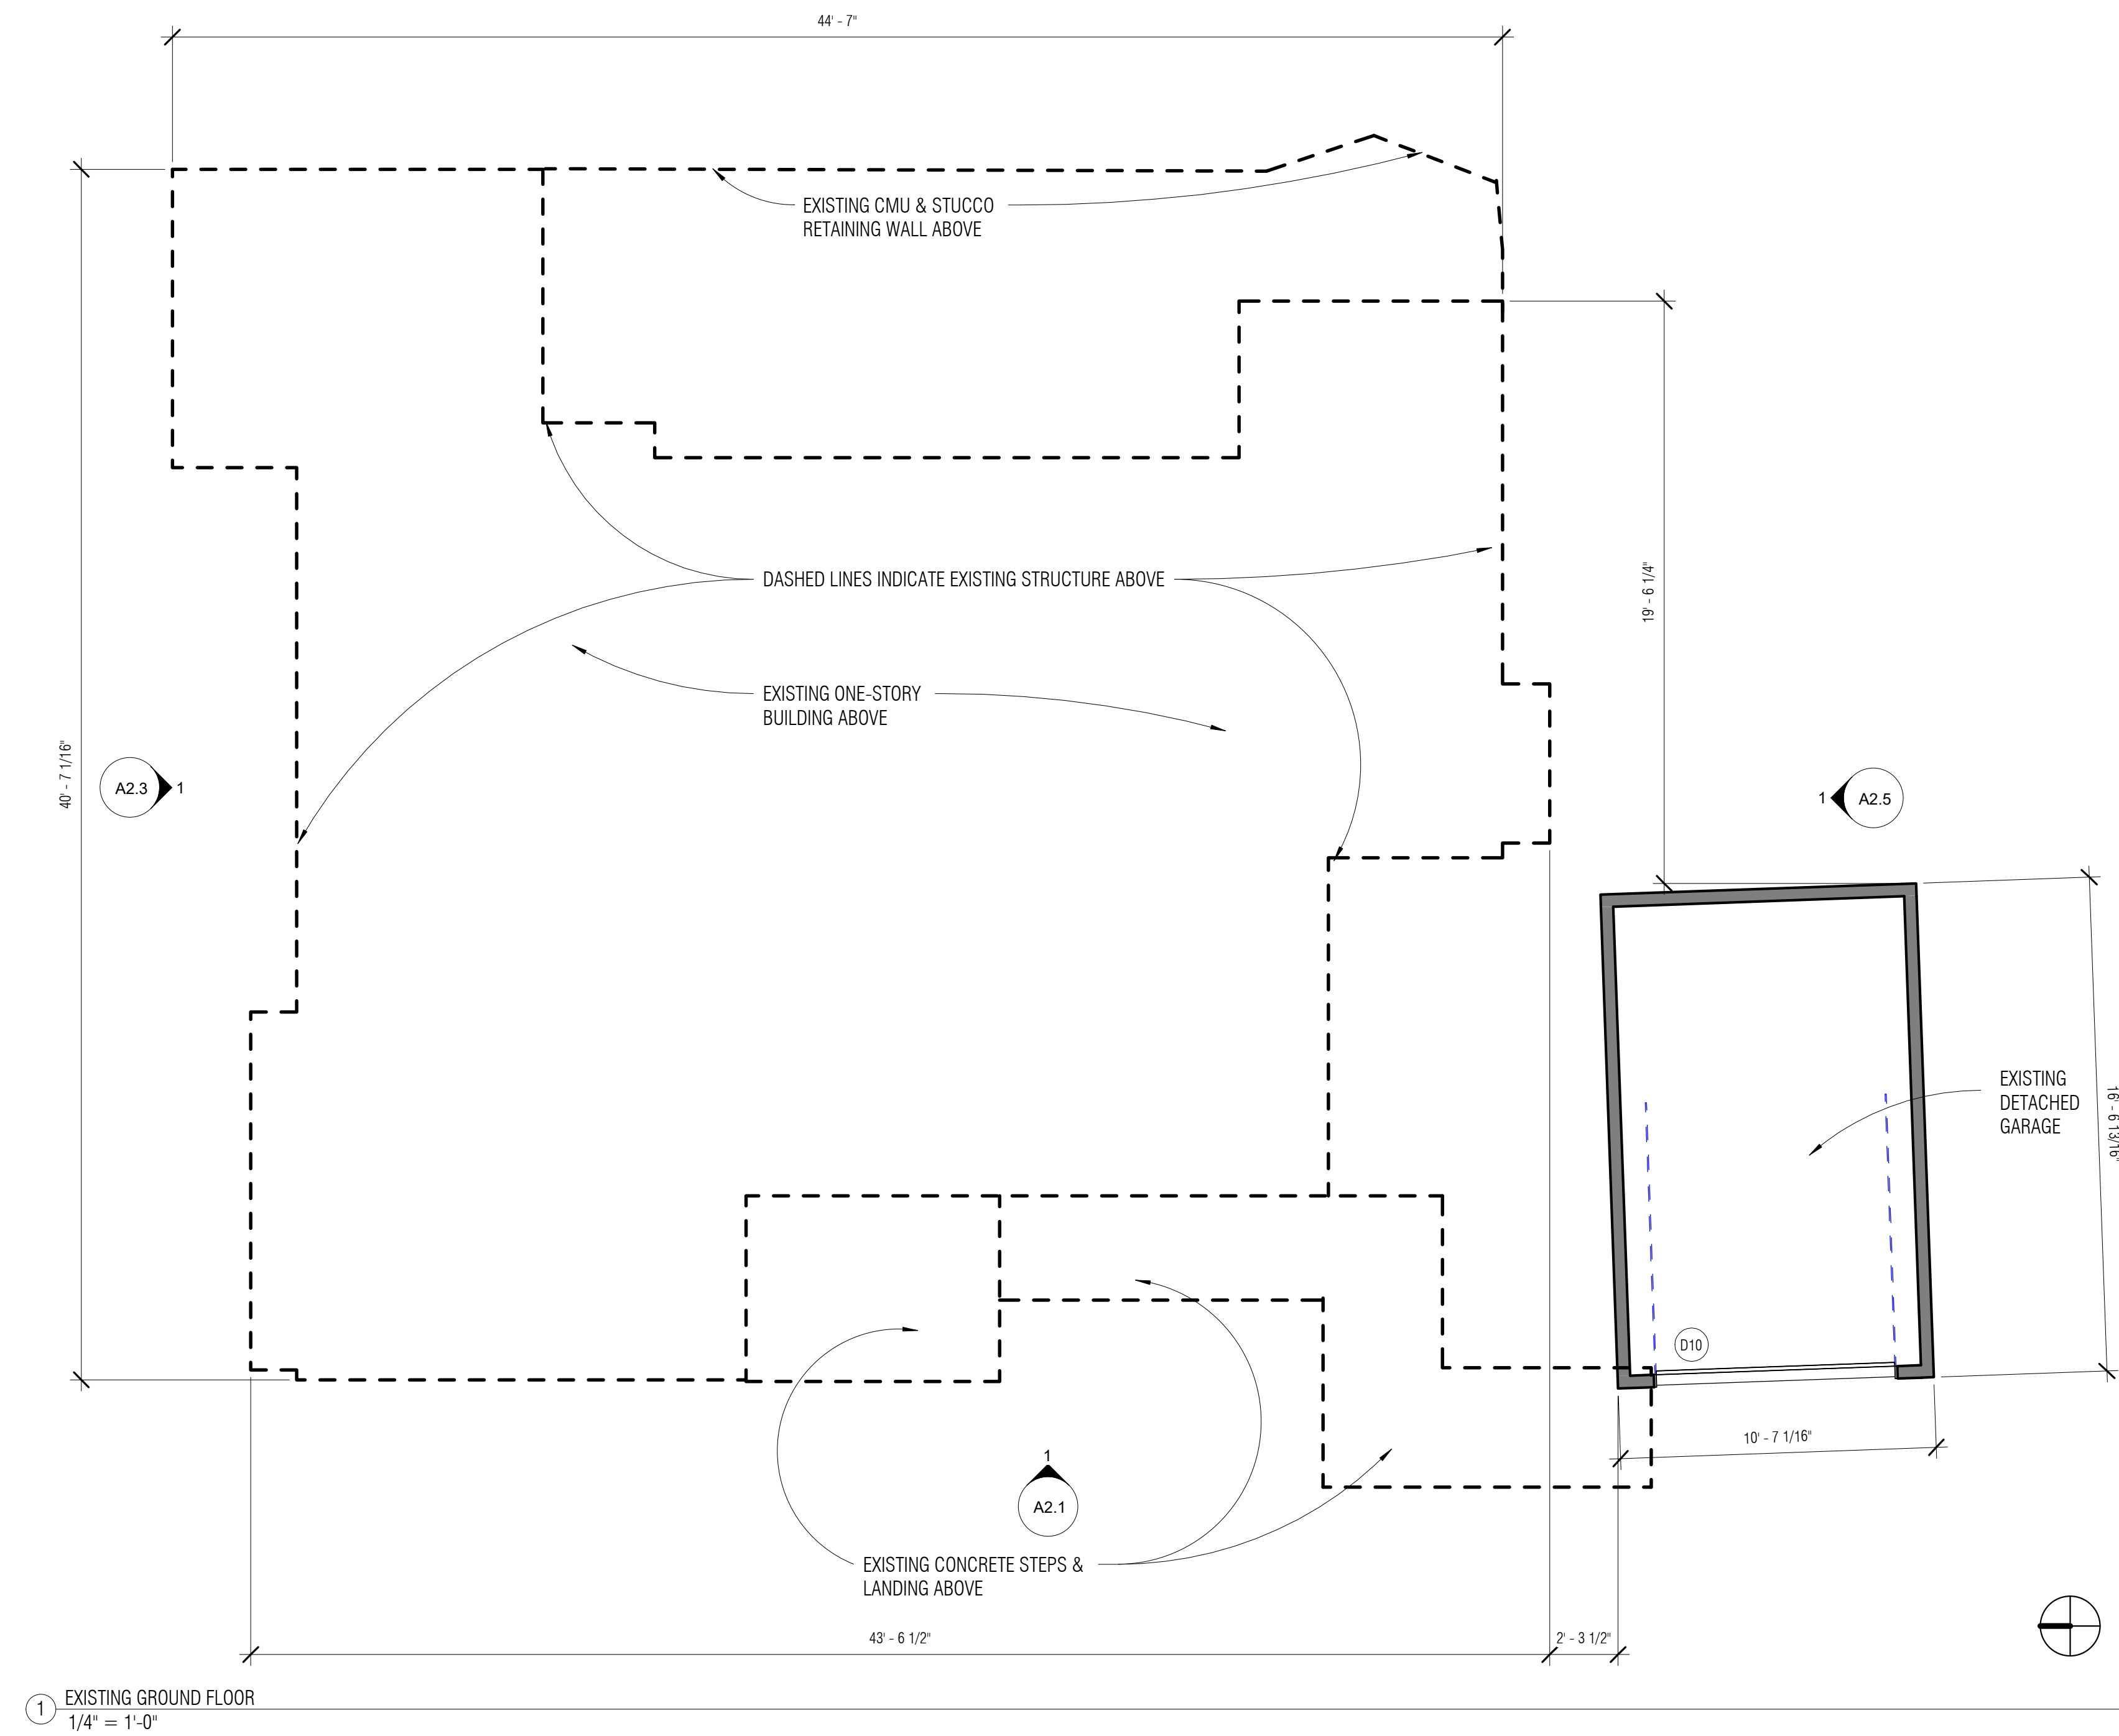 44' - 7"
EXISTING CMU & STUCCO
RETAINING WALL ABOVE
DASHED LINES INDICATE EXISTING STRUCTURE ABOVE
19' - 6 1/4"
EXISTING ONE-STORY
BUILDING ABOVE
40' - 7 1/16"
A2.3
1
1
A2.5
EXISTING
DETACHED
GARAGE
16' - 6 13/16"
D10
10' - 7 1/16"
1
A2.1
EXISTING CONCRETE STEPS &
LANDING ABOVE
43' - 6 1/2"
2' - 3 1/2"
1
EXISTING GROUND FLOOR
1/4" = 1'-0"